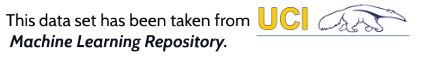 This data set has been taken from UCI
Machine Learning Repository.